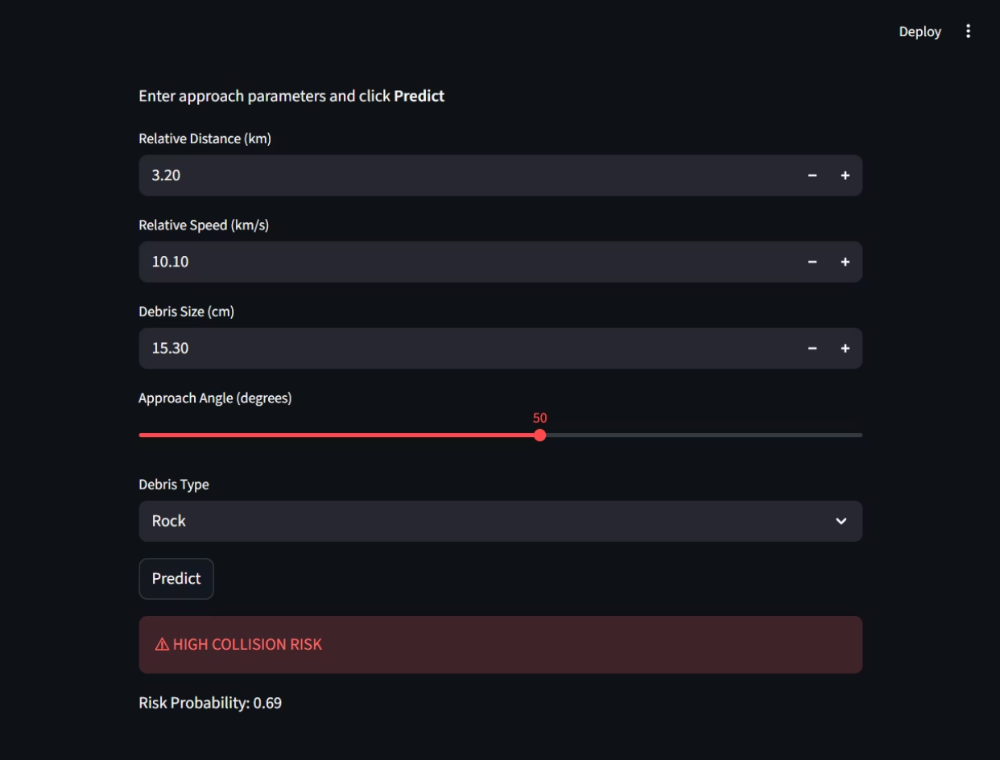 Deploy
Enter approach parameters and click Predict
Relative Distance (km)
3.20
Relative Speed (km/s)
10.10
Debris Size (cm)
15.30
Approach Angle (degrees)
50
Debris Type
Rock
Predict
⚠ HIGH COLLISION RISK
Risk Probability: 0.69